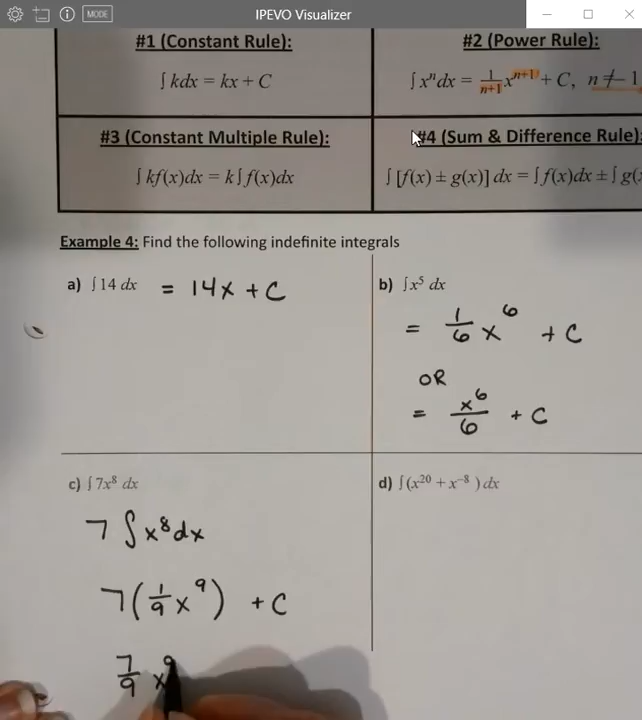 MODE
IPEVO Visualizer
#1 (Constant Rule):
∫ kdx = kx + C
#2 (Power Rule):
∫ xⁿdx = 1/(n+1) xⁿ⁺¹ + C, n ≠ −1
#3 (Constant Multiple Rule):
∫ kf(x)dx = k∫ f(x)dx
#4 (Sum & Difference Rule):
∫ [f(x) ± g(x)] dx = ∫ f(x)dx ± ∫ g(
Example 4: Find the following indefinite integrals
a) ∫ 14 dx = 14x + C
b) ∫ x⁵ dx
= 1/6 x⁶ + C
OR
= x⁶/6 + C
c) ∫ 7x⁸ dx
7 ∫ x⁸ dx
7(1/9 x⁹) + C
7/9 x⁹
d) ∫(x²⁰ + x⁻⁸) dx